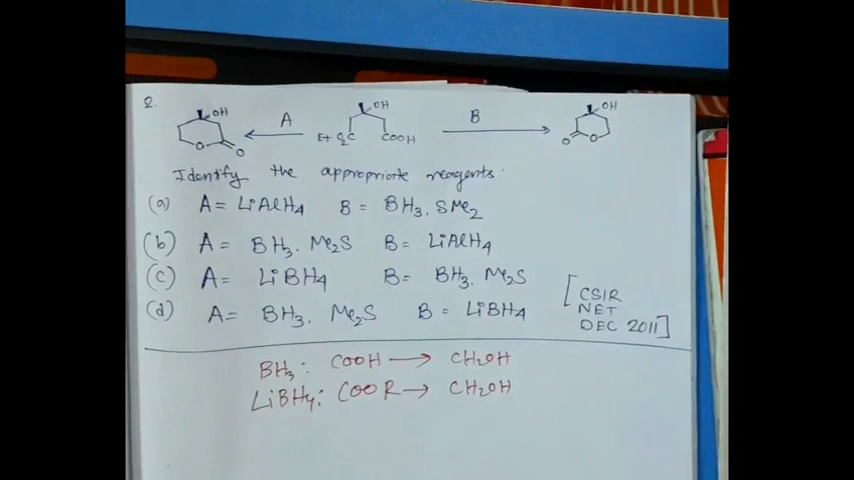 2.
OH
O
O
A
OH
EtO₂C
COOH
B
OH
O
O
Identify the appropriate reagents:
(a) A= LiAlH4 B = BH3. SMe2
(b) A= BH3. Me2S B= LiAlH4
(c) A= LiBH4 B= BH3. Me2S
(d) A= BH3. Me2S B= LiBH4
[CSIR
NET
DEC 2011]
BH3: COOH → CH2OH
LiBH4: COOR → CH2OH